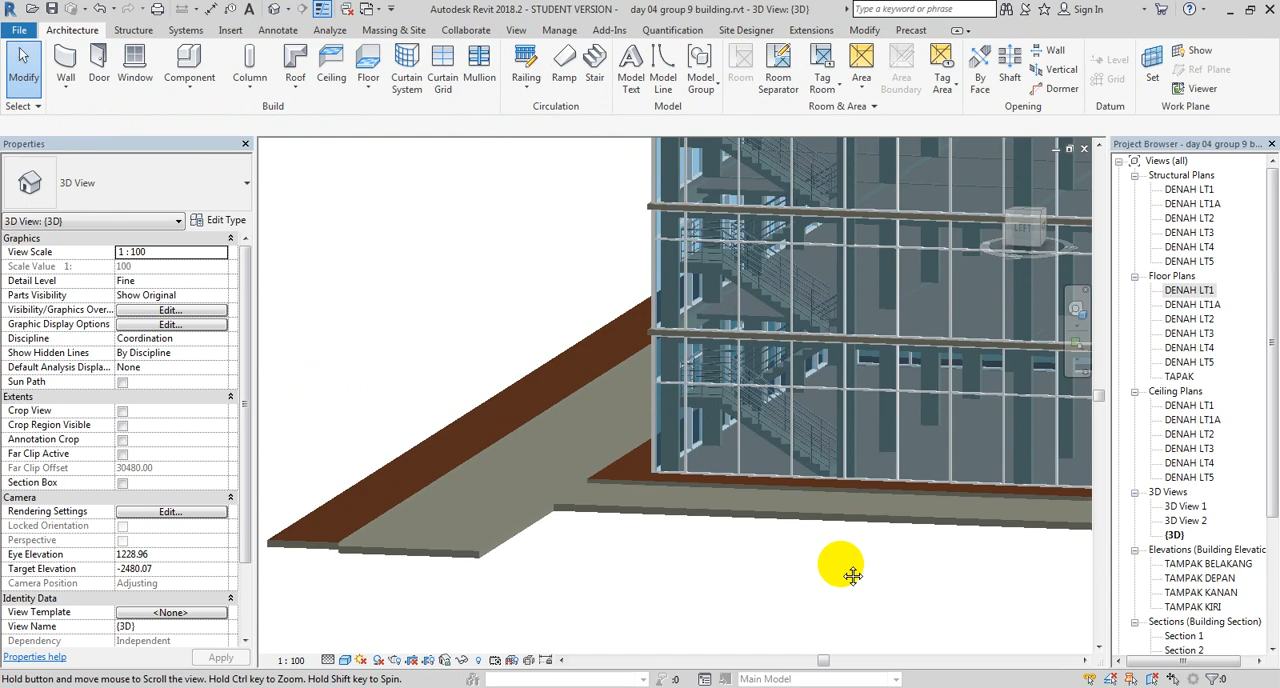 Autodesk Revit 2018.2 - STUDENT VERSION - day 04 group 9 building.rvt - 3D View: {3D}
Type a keyword or phrase
Sign In
File Architecture Structure Systems Insert Annotate Analyze Massing & Site Collaborate View Manage Add-Ins Quantification Site Designer Extensions Modify Precast
Modify Wall Door Window Component Column Roof Ceiling Floor Curtain System Curtain Grid Mullion Railing Ramp Stair Model Text Model Line Model Group Room Room Separator Tag Room Area Area Boundary Tag Area By Face Shaft Wall Vertical Dormer Level Grid Set Show Ref Plane Viewer
Select Build Circulation Model Room & Area Opening Datum Work Plane
Properties
3D View
3D View: {3D} Edit Type
Graphics
View Scale 1 : 100
Scale Value 1: 100
Detail Level Fine
Parts Visibility Show Original
Visibility/Graphics Over... Edit...
Graphic Display Options Edit...
Discipline Coordination
Show Hidden Lines By Discipline
Default Analysis Displa... None
Sun Path
Extents
Crop View
Crop Region Visible
Annotation Crop
Far Clip Active
Far Clip Offset 30480.00
Section Box
Camera
Rendering Settings Edit...
Locked Orientation
Perspective
Eye Elevation 1228.96
Target Elevation -2480.07
Camera Position Adjusting
Identity Data
View Template <None>
View Name {3D}
Dependency Independent
Properties help Apply
LEFT
Project Browser - day 04 group 9 b...
Views (all)
Structural Plans
DENAH LT1
DENAH LT1A
DENAH LT2
DENAH LT3
DENAH LT4
DENAH LT5
Floor Plans
DENAH LT1
DENAH LT1A
DENAH LT2
DENAH LT3
DENAH LT4
DENAH LT5
TAPAK
Ceiling Plans
DENAH LT1
DENAH LT1A
DENAH LT2
DENAH LT3
DENAH LT4
DENAH LT5
3D Views
3D View 1
3D View 2
{3D}
Elevations (Building Elevatic
TAMPAK BELAKANG
TAMPAK DEPAN
TAMPAK KANAN
TAMPAK KIRI
Sections (Building Section)
Section 1
Section 2
1 : 100
Hold button and move mouse to Scroll the view. Hold Ctrl key to Zoom. Hold Shift key to Spin.
:0 Main Model :0